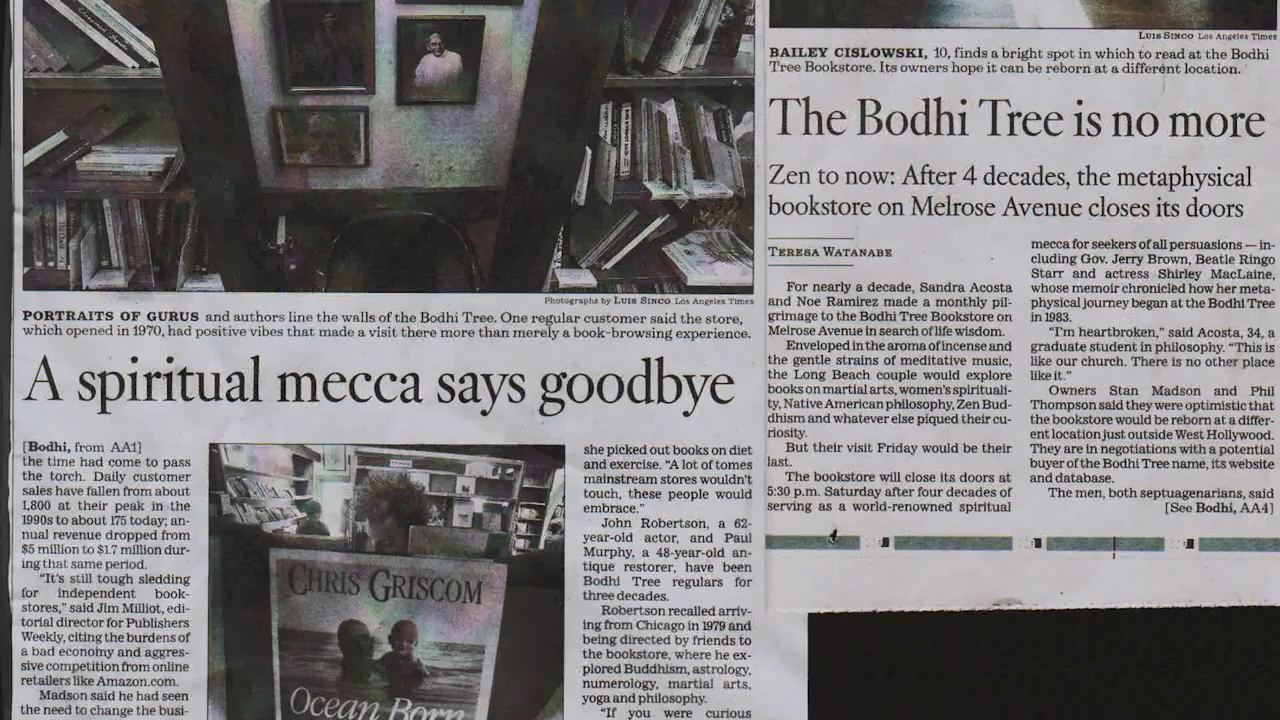 LUIS SINCO Los Angeles Times
BAILEY CISLOWSKI, 10, finds a bright spot in which to read at the Bodhi
Tree Bookstore. Its owners hope it can be reborn at a different location.
The Bodhi Tree is no more
Zen to now: After 4 decades, the metaphysical
bookstore on Melrose Avenue closes its doors
TERESA WATANABE
For nearly a decade, Sandra Acosta
and Noe Ramirez made a monthly pil-
grimage to the Bodhi Tree Bookstore on
Melrose Avenue in search of life wisdom.
Enveloped in the aroma of incense and
the gentle strains of meditative music,
the Long Beach couple would explore
books on martial arts, women's spirituali-
ty, Native American philosophy, Zen Bud-
dhism and whatever else piqued their cu-
riosity.
But their visit Friday would be their
last.
The bookstore will close its doors at
5:30 p.m. Saturday after four decades of
serving as a world-renowned spiritual
mecca for seekers of all persuasions — in-
cluding Gov. Jerry Brown, Beatle Ringo
Starr and actress Shirley MacLaine,
whose memoir chronicled how her meta-
physical journey began at the Bodhi Tree
in 1983.
"I'm heartbroken," said Acosta, 34, a
graduate student in philosophy. "This is
like our church. There is no other place
like it."
Owners Stan Madson and Phil
Thompson said they were optimistic that
the bookstore would be reborn at a differ-
ent location just outside West Hollywood.
They are in negotiations with a potential
buyer of the Bodhi Tree name, its website
and database.
The men, both septuagenarians, said
[See Bodhi, AA4]
Photographs by LUIS SINCO Los Angeles Times
PORTRAITS OF GURUS and authors line the walls of the Bodhi Tree. One regular customer said the store,
which opened in 1970, had positive vibes that made a visit there more than merely a book-browsing experience.
A spiritual mecca says goodbye
[Bodhi, from AA1]
the time had come to pass
the torch. Daily customer
sales have fallen from about
1,800 at their peak in the
1990s to about 175 today; an-
nual revenue dropped from
$5 million to $1.7 million dur-
ing that same period.
"It's still tough sledding
for independent book-
stores," said Jim Milliot, edi-
torial director for Publishers
Weekly, citing the burdens of
a bad economy and aggres-
sive competition from online
retailers like Amazon.com.
Madson said he had seen
the need to change the busi-
CHRIS GRISCOM
Ocean Born
she picked out books on diet
and exercise. "A lot of tomes
mainstream stores wouldn't
touch, these people would
embrace."
John Robertson, a 62-
year-old actor, and Paul
Murphy, a 48-year-old an-
tique restorer, have been
Bodhi Tree regulars for
three decades.
Robertson recalled arriv-
ing from Chicago in 1979 and
being directed by friends to
the bookstore, where he ex-
plored Buddhism, astrology,
numerology, martial arts,
yoga and philosophy.
"If you were curious